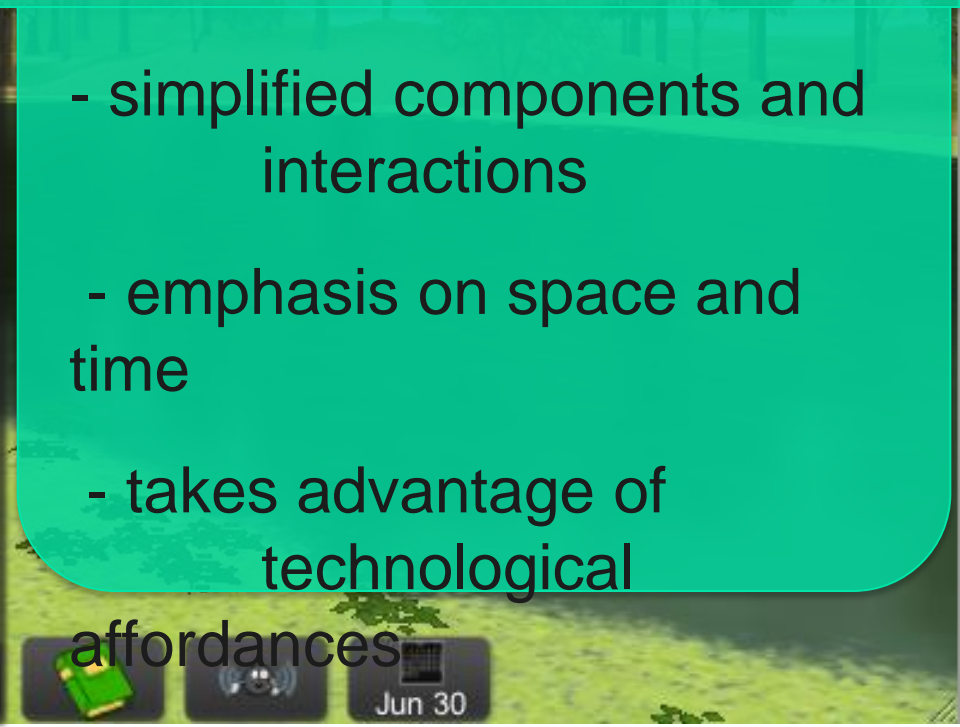 - simplified components and
interactions
- emphasis on space and
time
- takes advantage of
technological
affordances
Jun 30